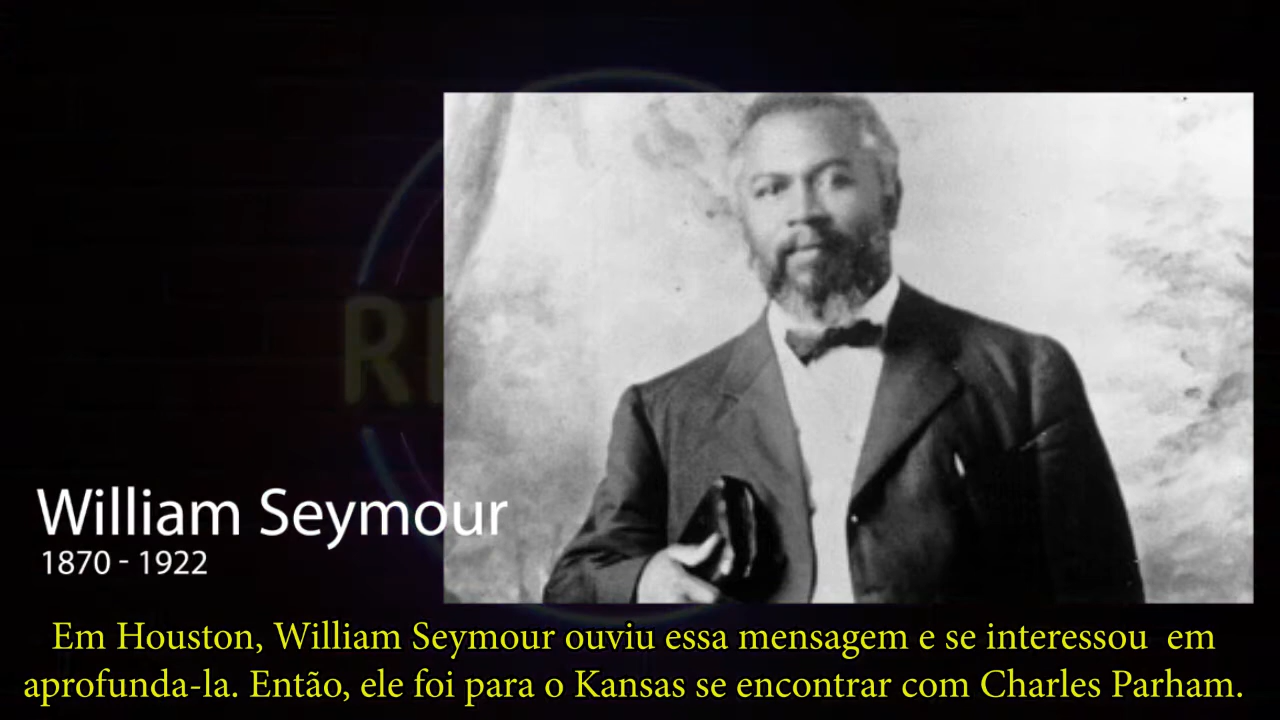 William Seymour
1870 - 1922
Em Houston, William Seymour ouviu essa mensagem e se interessou em
aprofunda-la. Então, ele foi para o Kansas se encontrar com Charles Parham.